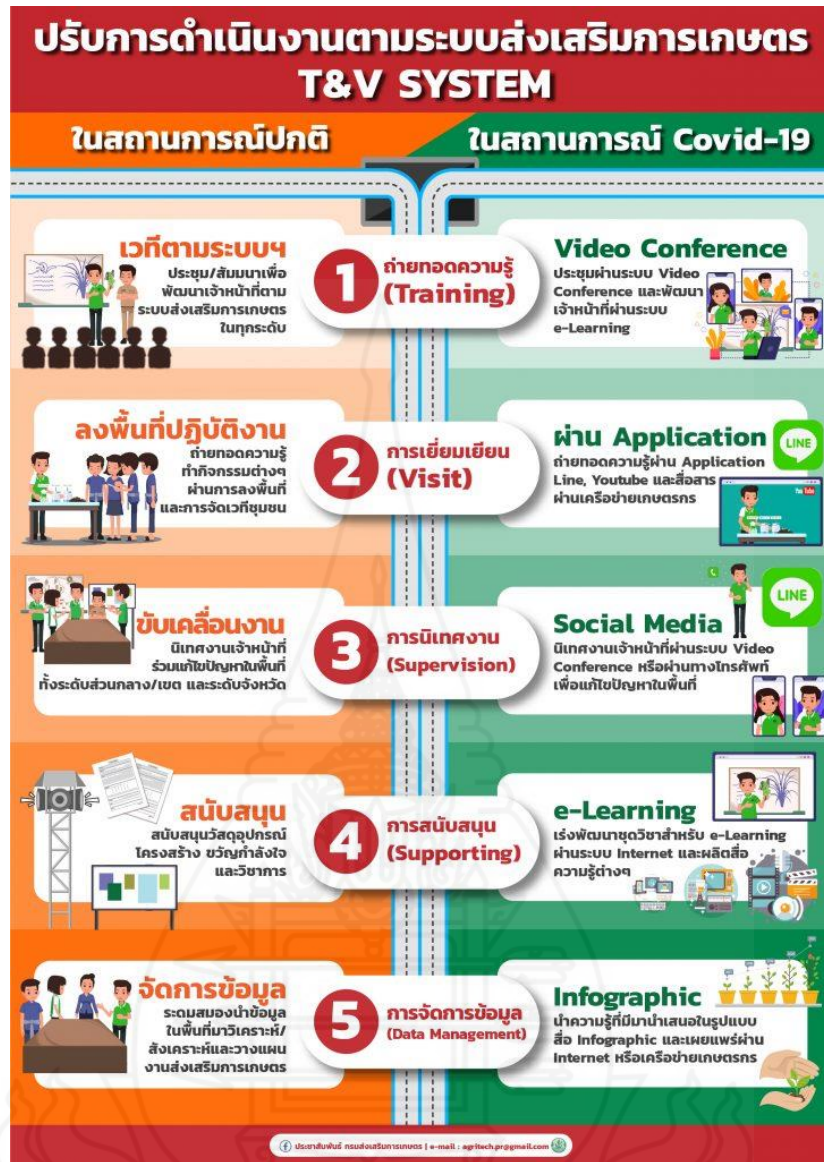 ปรับการดำเนินงานตามระบบส่งเสริมการเกษตร
T&V SYSTEM
ในสถานการณ์ปกติ
ในสถานการณ์ Covid-19
เวทีตามระบบฯ
ประชุม/สัมมนาเพื่อ
พัฒนาเจ้าหน้าที่ตาม
ระบบส่งเสริมการเกษตร
ในทุกระดับ
1
ถ่ายทอดความรู้
(Training)
Video Conference
ประชุมผ่านระบบ Video
Conference และพัฒนา
เจ้าหน้าที่ผ่านระบบ
e-Learning
ลงพื้นที่ปฏิบัติงาน
ถ่ายทอดความรู้
ทำกิจกรรมต่างๆ
ผ่านการลงพื้นที่
และการจัดเวทีชุมชน
2
การเยี่ยมเยียน
(Visit)
ผ่าน Application
ถ่ายทอดความรู้ผ่าน Application
Line, Youtube และสื่อสาร
ผ่านเครือข่ายเกษตรกร
LINE
YouTube
ขับเคลื่อนงาน
นิเทศงานเจ้าหน้าที่
ร่วมแก้ไขปัญหาในพื้นที่
ทั้งระดับส่วนกลาง/เขต และระดับจังหวัด
3
การนิเทศงาน
(Supervision)
LINE
Social Media
นิเทศงานเจ้าหน้าที่ผ่านระบบ Video
Conference หรือผ่านทางโทรศัพท์
เพื่อแก้ไขปัญหาในพื้นที่
สนับสนุน
สนับสนุนวัสดุอุปกรณ์
โครงสร้าง ขวัญกำลังใจ
และวิชาการ
4
การสนับสนุน
(Supporting)
e-Learning
เร่งพัฒนาชุดวิชาสำหรับ e-Learning
ผ่านระบบ Internet และผลิตสื่อ
ความรู้ต่างๆ
จัดการข้อมูล
ระดมสมองนำข้อมูล
ในพื้นที่มาวิเคราะห์/
สังเคราะห์และวางแผน
งานส่งเสริมการเกษตร
5
การจัดการข้อมูล
(Data Management)
Infographic
นำความรู้ที่มีมานำเสนอในรูปแบบ
สื่อ Infographic และเผยแพร่ผ่าน
Internet หรือเครือข่ายเกษตรกร
ประชาสัมพันธ์ กรมส่งเสริมการเกษตร | e-mail : agritech.pr@gmail.com